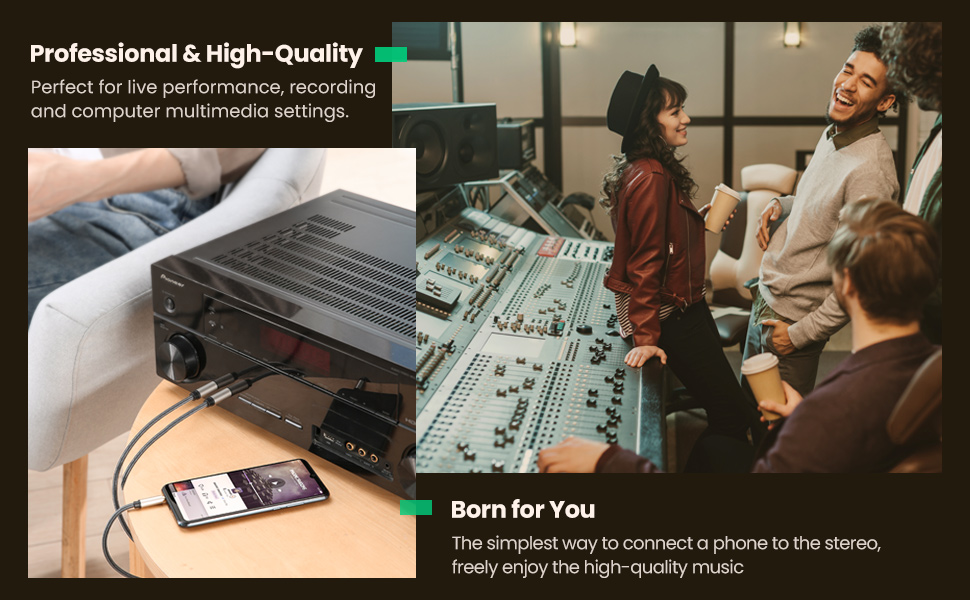 Professional & High-Quality
Perfect for live performance, recording
and computer multimedia settings.
Pioneer
Born for You
The simplest way to connect a phone to the stereo,
freely enjoy the high-quality music